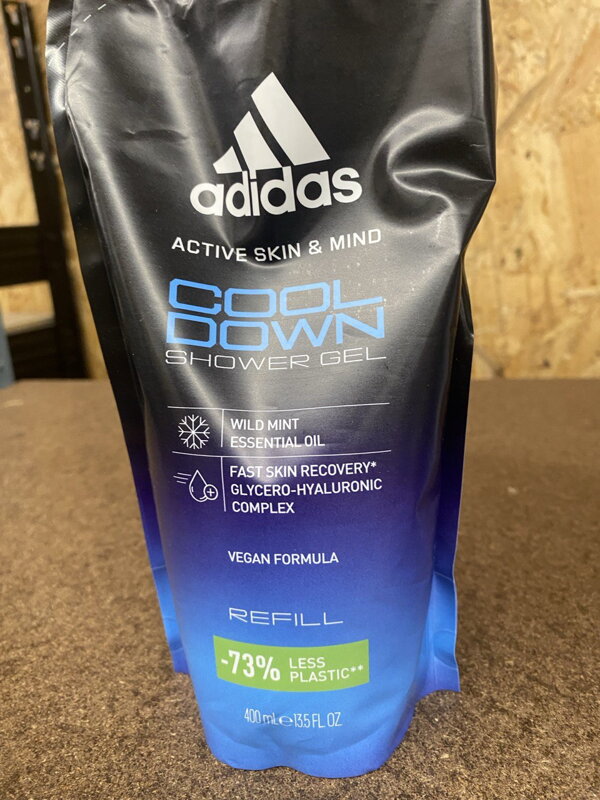 adidas
ACTIVE SKIN & MIND
COOL
DOWN
SHOWER GEL
WILD MINT
ESSENTIAL OIL
FAST SKIN RECOVERY*
GLYCERO-HYALURONIC
COMPLEX
VEGAN FORMULA
REFILL
-73% LESS
PLASTIC**
400 mL e 13.5 FL. OZ